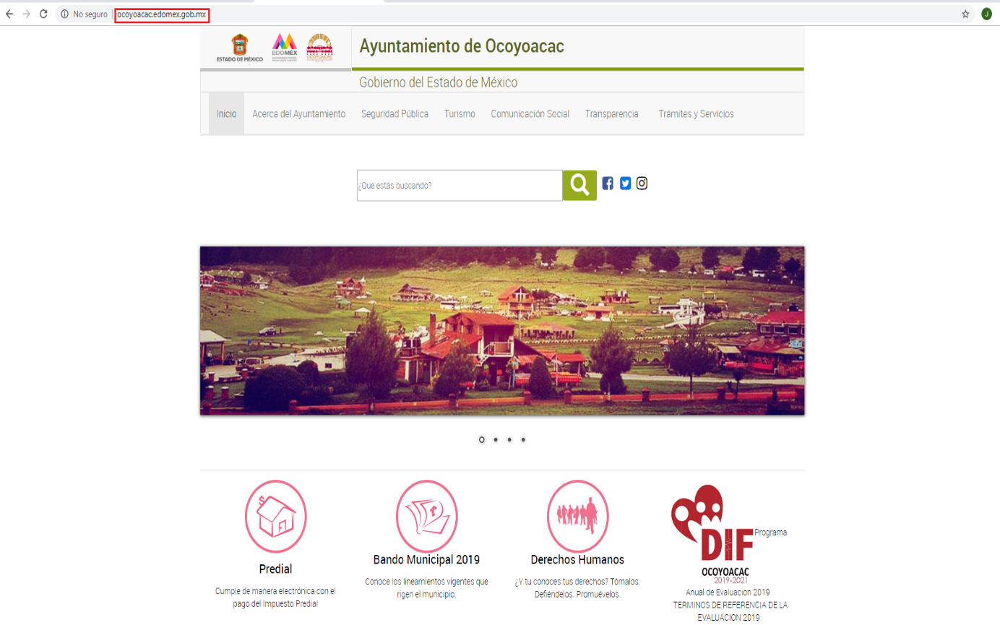 No seguro | ocoyoacac.edomex.gob.mx
J
ESTADO DE MÉXICO
EDOMÉX
OCOYOACAC
Ayuntamiento de Ocoyoacac
Gobierno del Estado de México
Inicio Acerca del Ayuntamiento Seguridad Pública Turismo Comunicación Social Transparencia Trámites y Servicios
¿Que estás buscando?
Predial
Cumple de manera electrónica con el
pago del Impuesto Predial
Bando Municipal 2019
Conoce los lineamientos vigentes que
rigen el municipio.
Derechos Humanos
¿Y tu conoces tus derechos? Tómalos.
Defiéndelos. Promuévelos.
DIF
OCOYOACAC
2019-2021
Programa
Anual de Evaluacion 2019
TERMINOS DE REFERENCIA DE LA
EVALUACION 2019